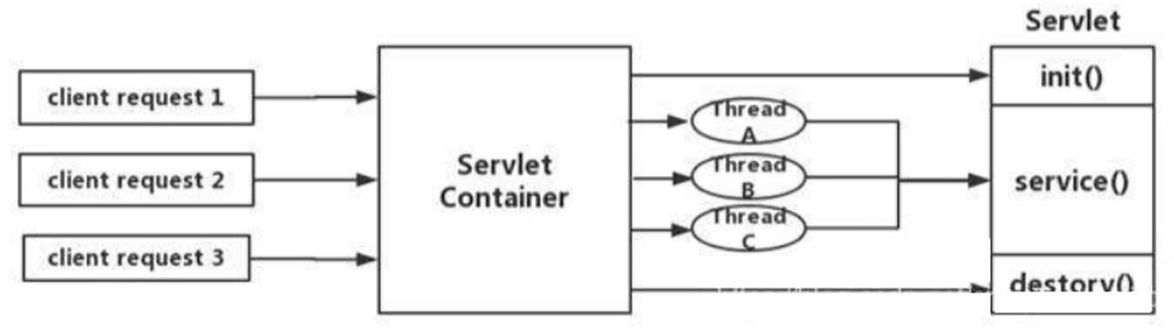 Servlet
client request 1
client request 2
client request 3
Servlet
Container
Thread
A
Thread
B
Thread
C
init()
service()
destory()